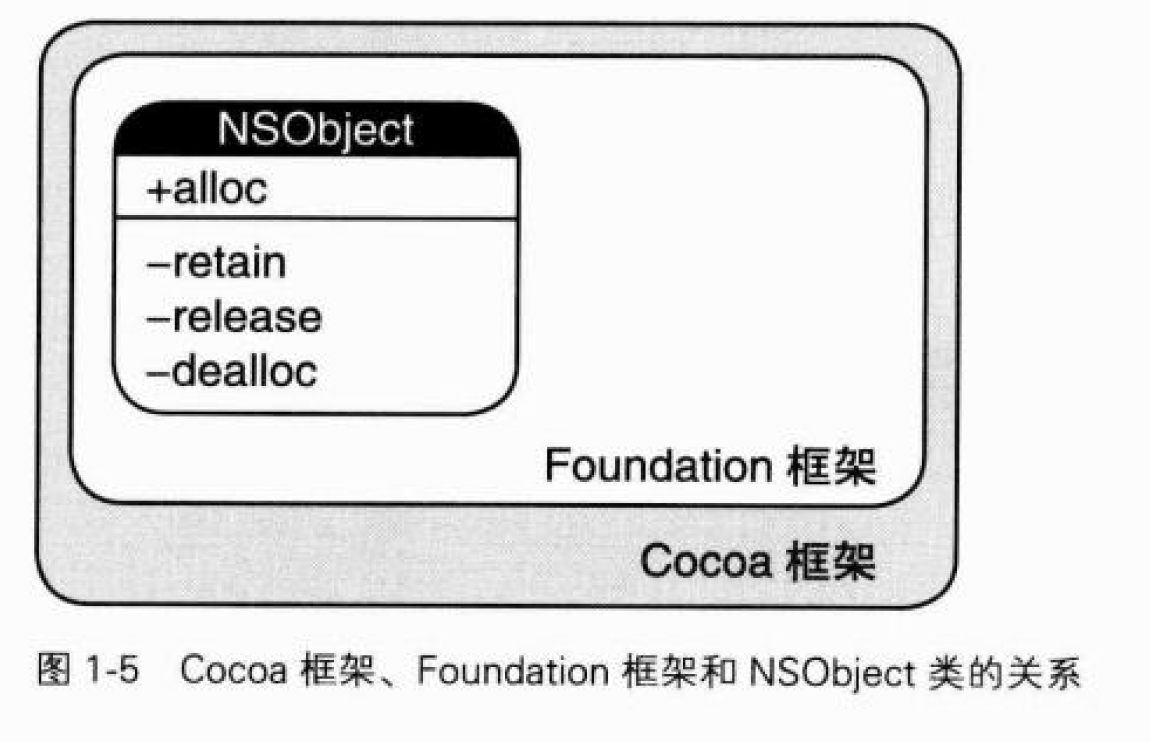 NSObject
+alloc
–retain
–release
–dealloc
Foundation 框架
Cocoa 框架
图 1-5 Cocoa 框架、Foundation 框架和 NSObject 类的关系